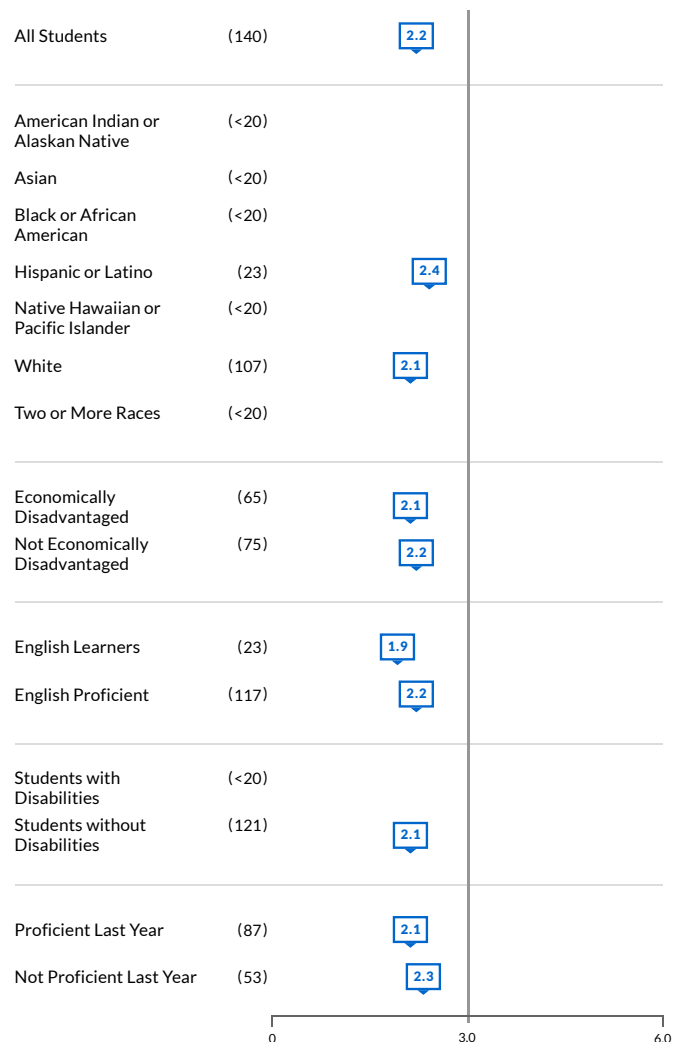 All Students (140) 2.2
American Indian or (<20)
Alaskan Native
Asian (<20)
Black or African (<20)
American
Hispanic or Latino (23) 2.4
Native Hawaiian or (<20)
Pacific Islander
White (107) 2.1
Two or More Races (<20)
Economically (65) 2.1
Disadvantaged
Not Economically (75) 2.2
Disadvantaged
English Learners (23) 1.9
English Proficient (117) 2.2
Students with (<20)
Disabilities
Students without (121) 2.1
Disabilities
Proficient Last Year (87) 2.1
Not Proficient Last Year (53) 2.3
0 3.0 6.0